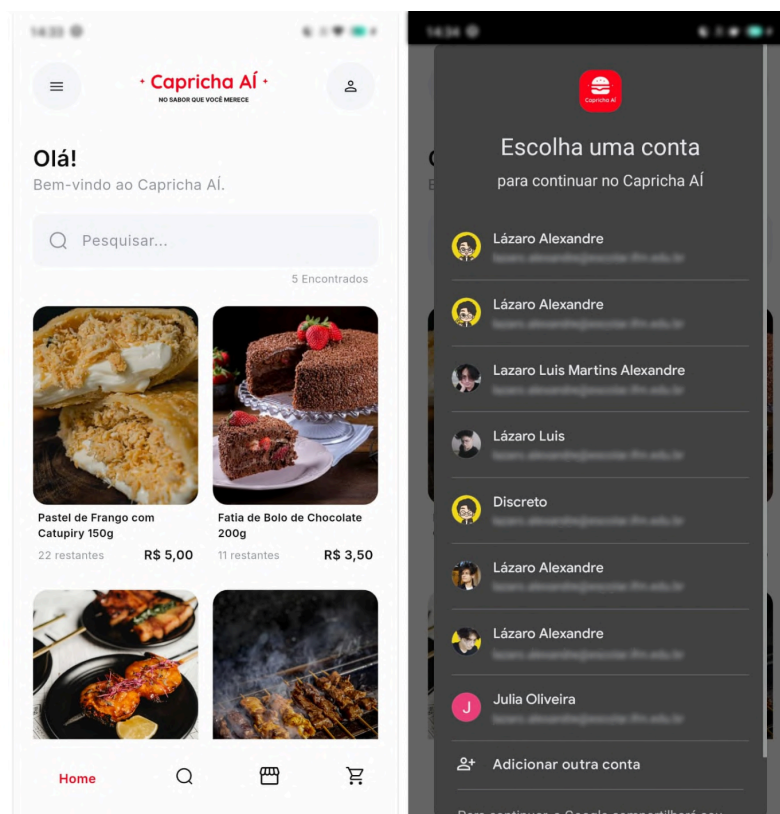 14:33
Capricha AÍ
NO SABOR QUE VOCÊ MERECE
Olá!
Bem-vindo ao Capricha AÍ.
Pesquisar...
5 Encontrados
Pastel de Frango com
Catupiry 150g
22 restantes
R$ 5,00
Fatia de Bolo de Chocolate
200g
11 restantes
R$ 3,50
Home
14:34
Capricha AÍ
Escolha uma conta
para continuar no Capricha AÍ
Lázaro Alexandre
Lázaro Alexandre
Lazaro Luis Martins Alexandre
Lázaro Luis
Discreto
Lázaro Alexandre
Lázaro Alexandre
J
Julia Oliveira
Adicionar outra conta